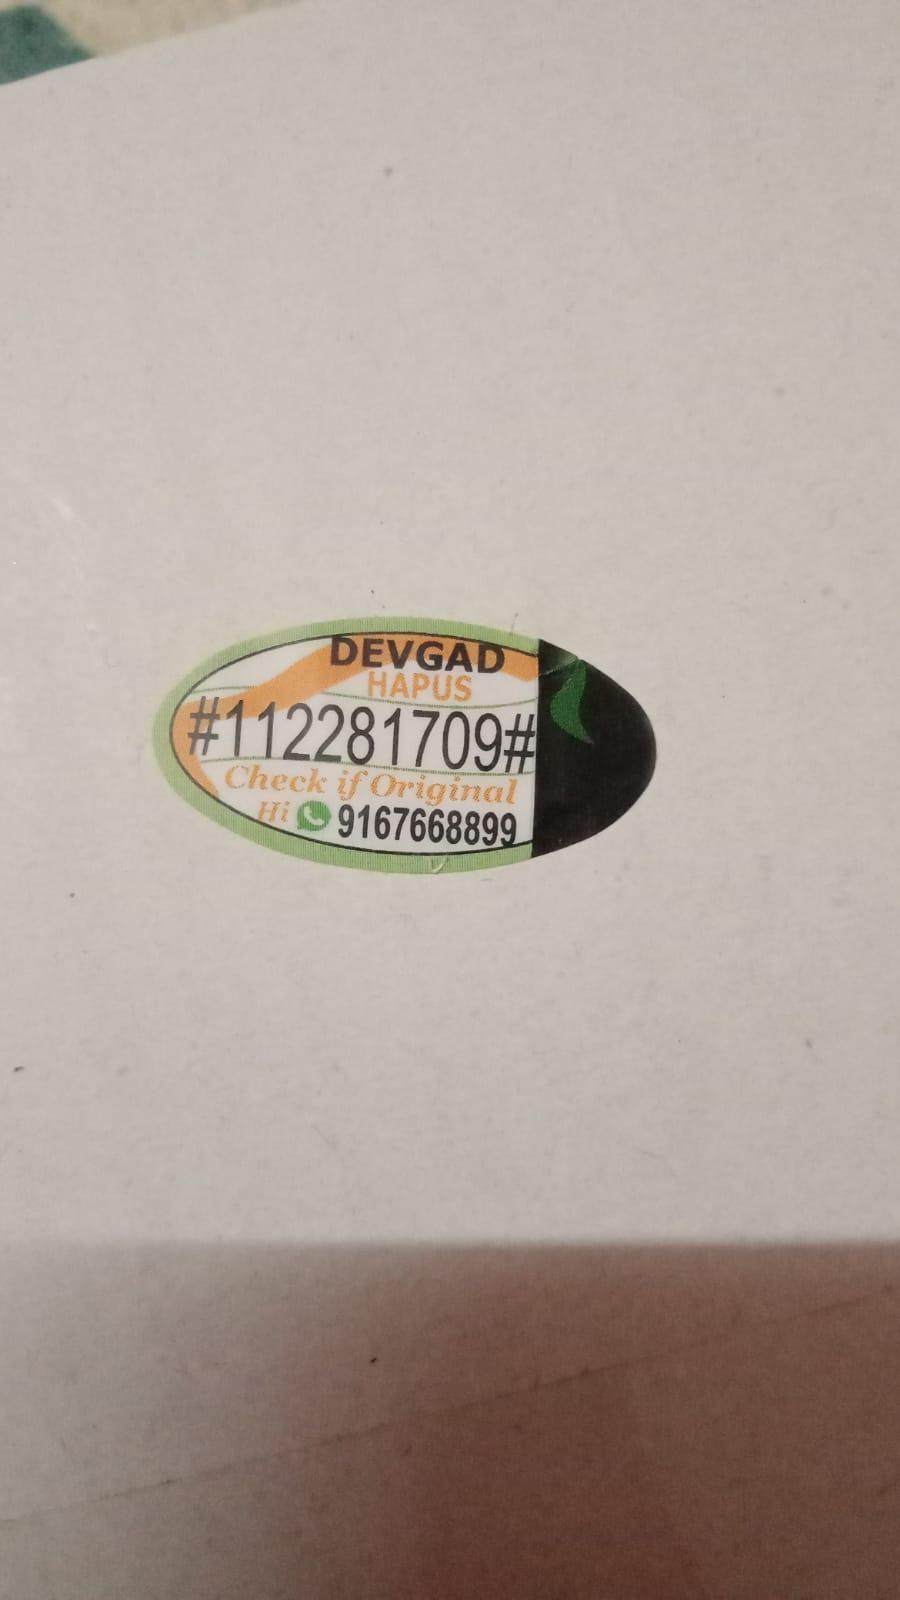 DEVGAD
HAPUS
#112281709#
Check if Original
Hi 9167668899